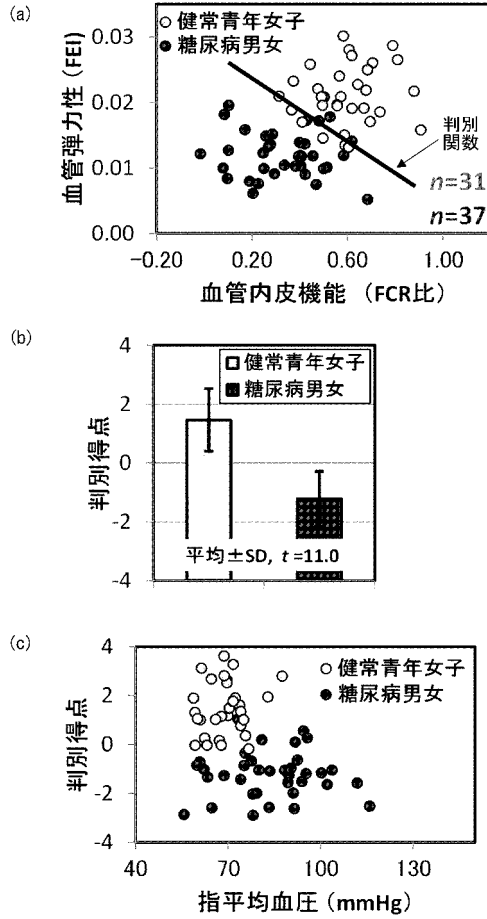 (a)
○ 健常青年女子
● 糖尿病男女
血管弾力性 (FEI)
0.03
0.02
0.01
0.00
判別
関数
n=31
n=37
−0.20
0.20
0.60
1.00
血管内皮機能 (FCR比)
(b)
健常青年女子
糖尿病男女
判別得点
4
2
0
-2
-4
平均±SD, t=11.0
(c)
○ 健常青年女子
● 糖尿病男女
判別得点
4
2
0
-2
-4
40
70
100
130
指平均血圧 (mmHg)